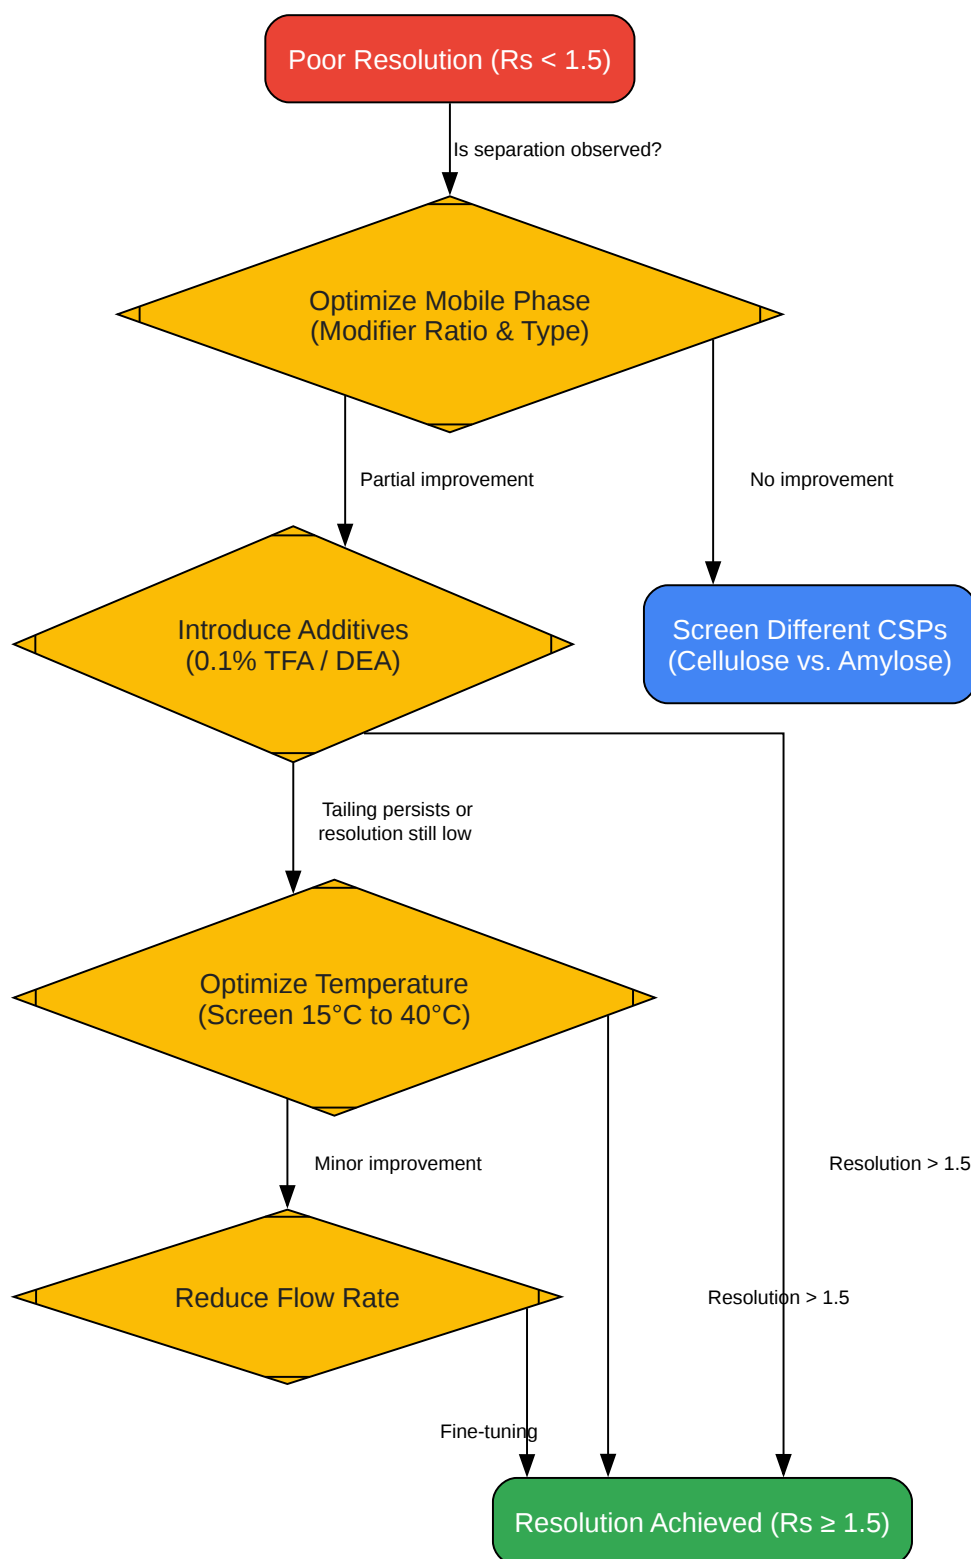 Poor Resolution (Rs < 1.5)
Is separation observed?
Optimize Mobile Phase
(Modifier Ratio & Type)
Partial improvement
No improvement
Introduce Additives
(0.1% TFA / DEA)
Screen Different CSPs
(Cellulose vs. Amylose)
Tailing persists or
resolution still low
Optimize Temperature
(Screen 15°C to 40°C)
Minor improvement
Resolution > 1.5
Reduce Flow Rate
Resolution > 1.5
Fine-tuning
Resolution Achieved (Rs ≥ 1.5)